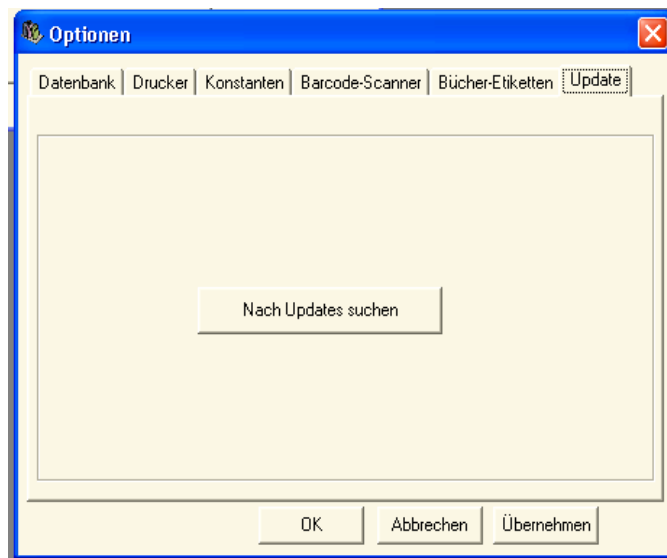 Optionen
Datenbank Drucker Konstanten Barcode-Scanner Bücher-Etiketten Update
Nach Updates suchen
OK Abbrechen Übernehmen